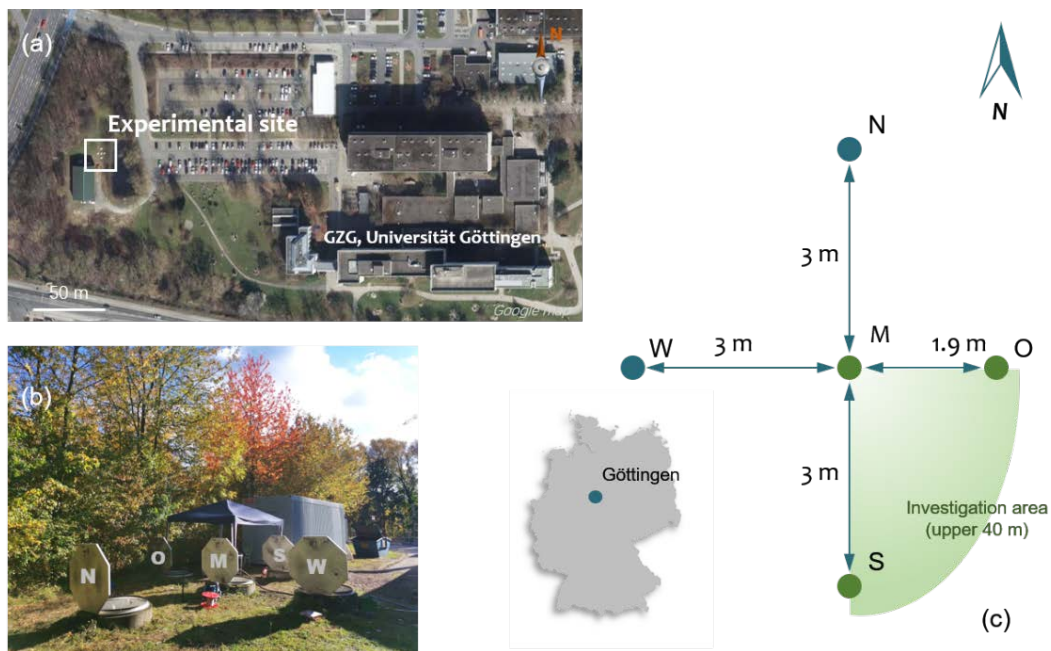 (a)
N
Experimental site
GZG, Universität Göttingen
50 m
Google map
(b)
N
O
M
S
W
N
N
3 m
W
3 m
M
1.9 m
O
3 m
Göttingen
Investigation area
(upper 40 m)
S
(c)